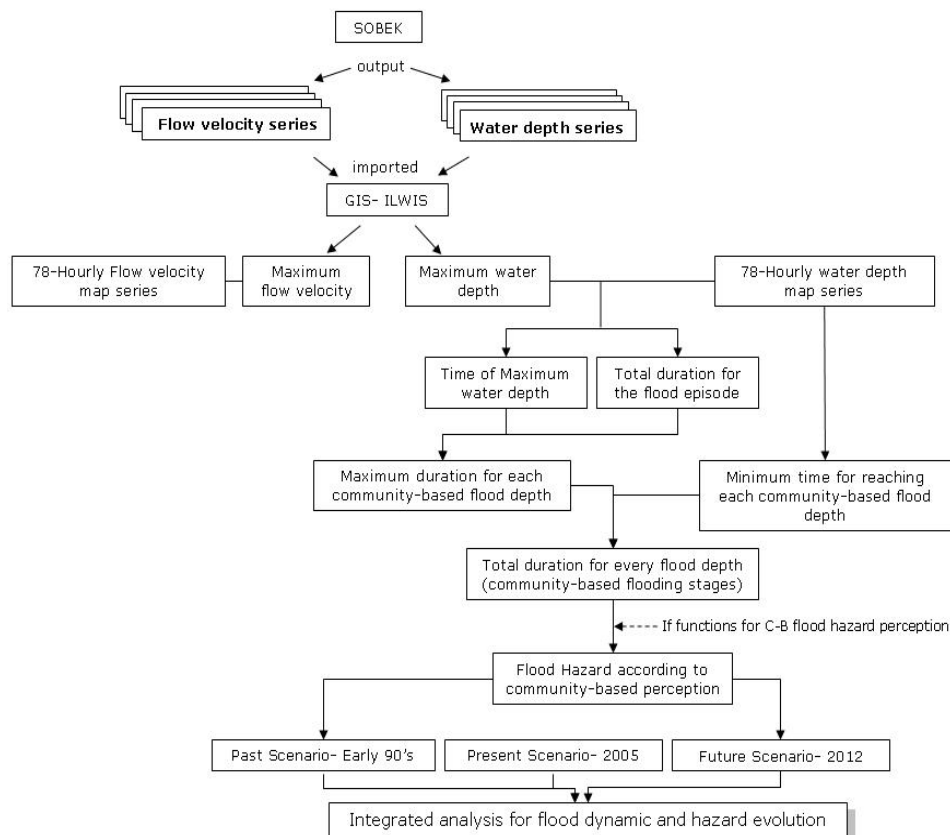 SOBEK
output
Flow velocity series
Water depth series
imported
GIS- ILWIS
78-Hourly Flow velocity
map series
Maximum
flow velocity
Maximum water
depth
78-Hourly water depth
map series
Time of Maximum
water depth
Total duration for
the flood episode
Maximum duration for each
community-based flood depth
Minimum time for reaching
each community-based flood
depth
Total duration for every flood depth
(community-based flooding stages)
If functions for C-B flood hazard perception
Flood Hazard according to
community-based perception
Past Scenario- Early 90's
Present Scenario- 2005
Future Scenario- 2012
Integrated analysis for flood dynamic and hazard evolution